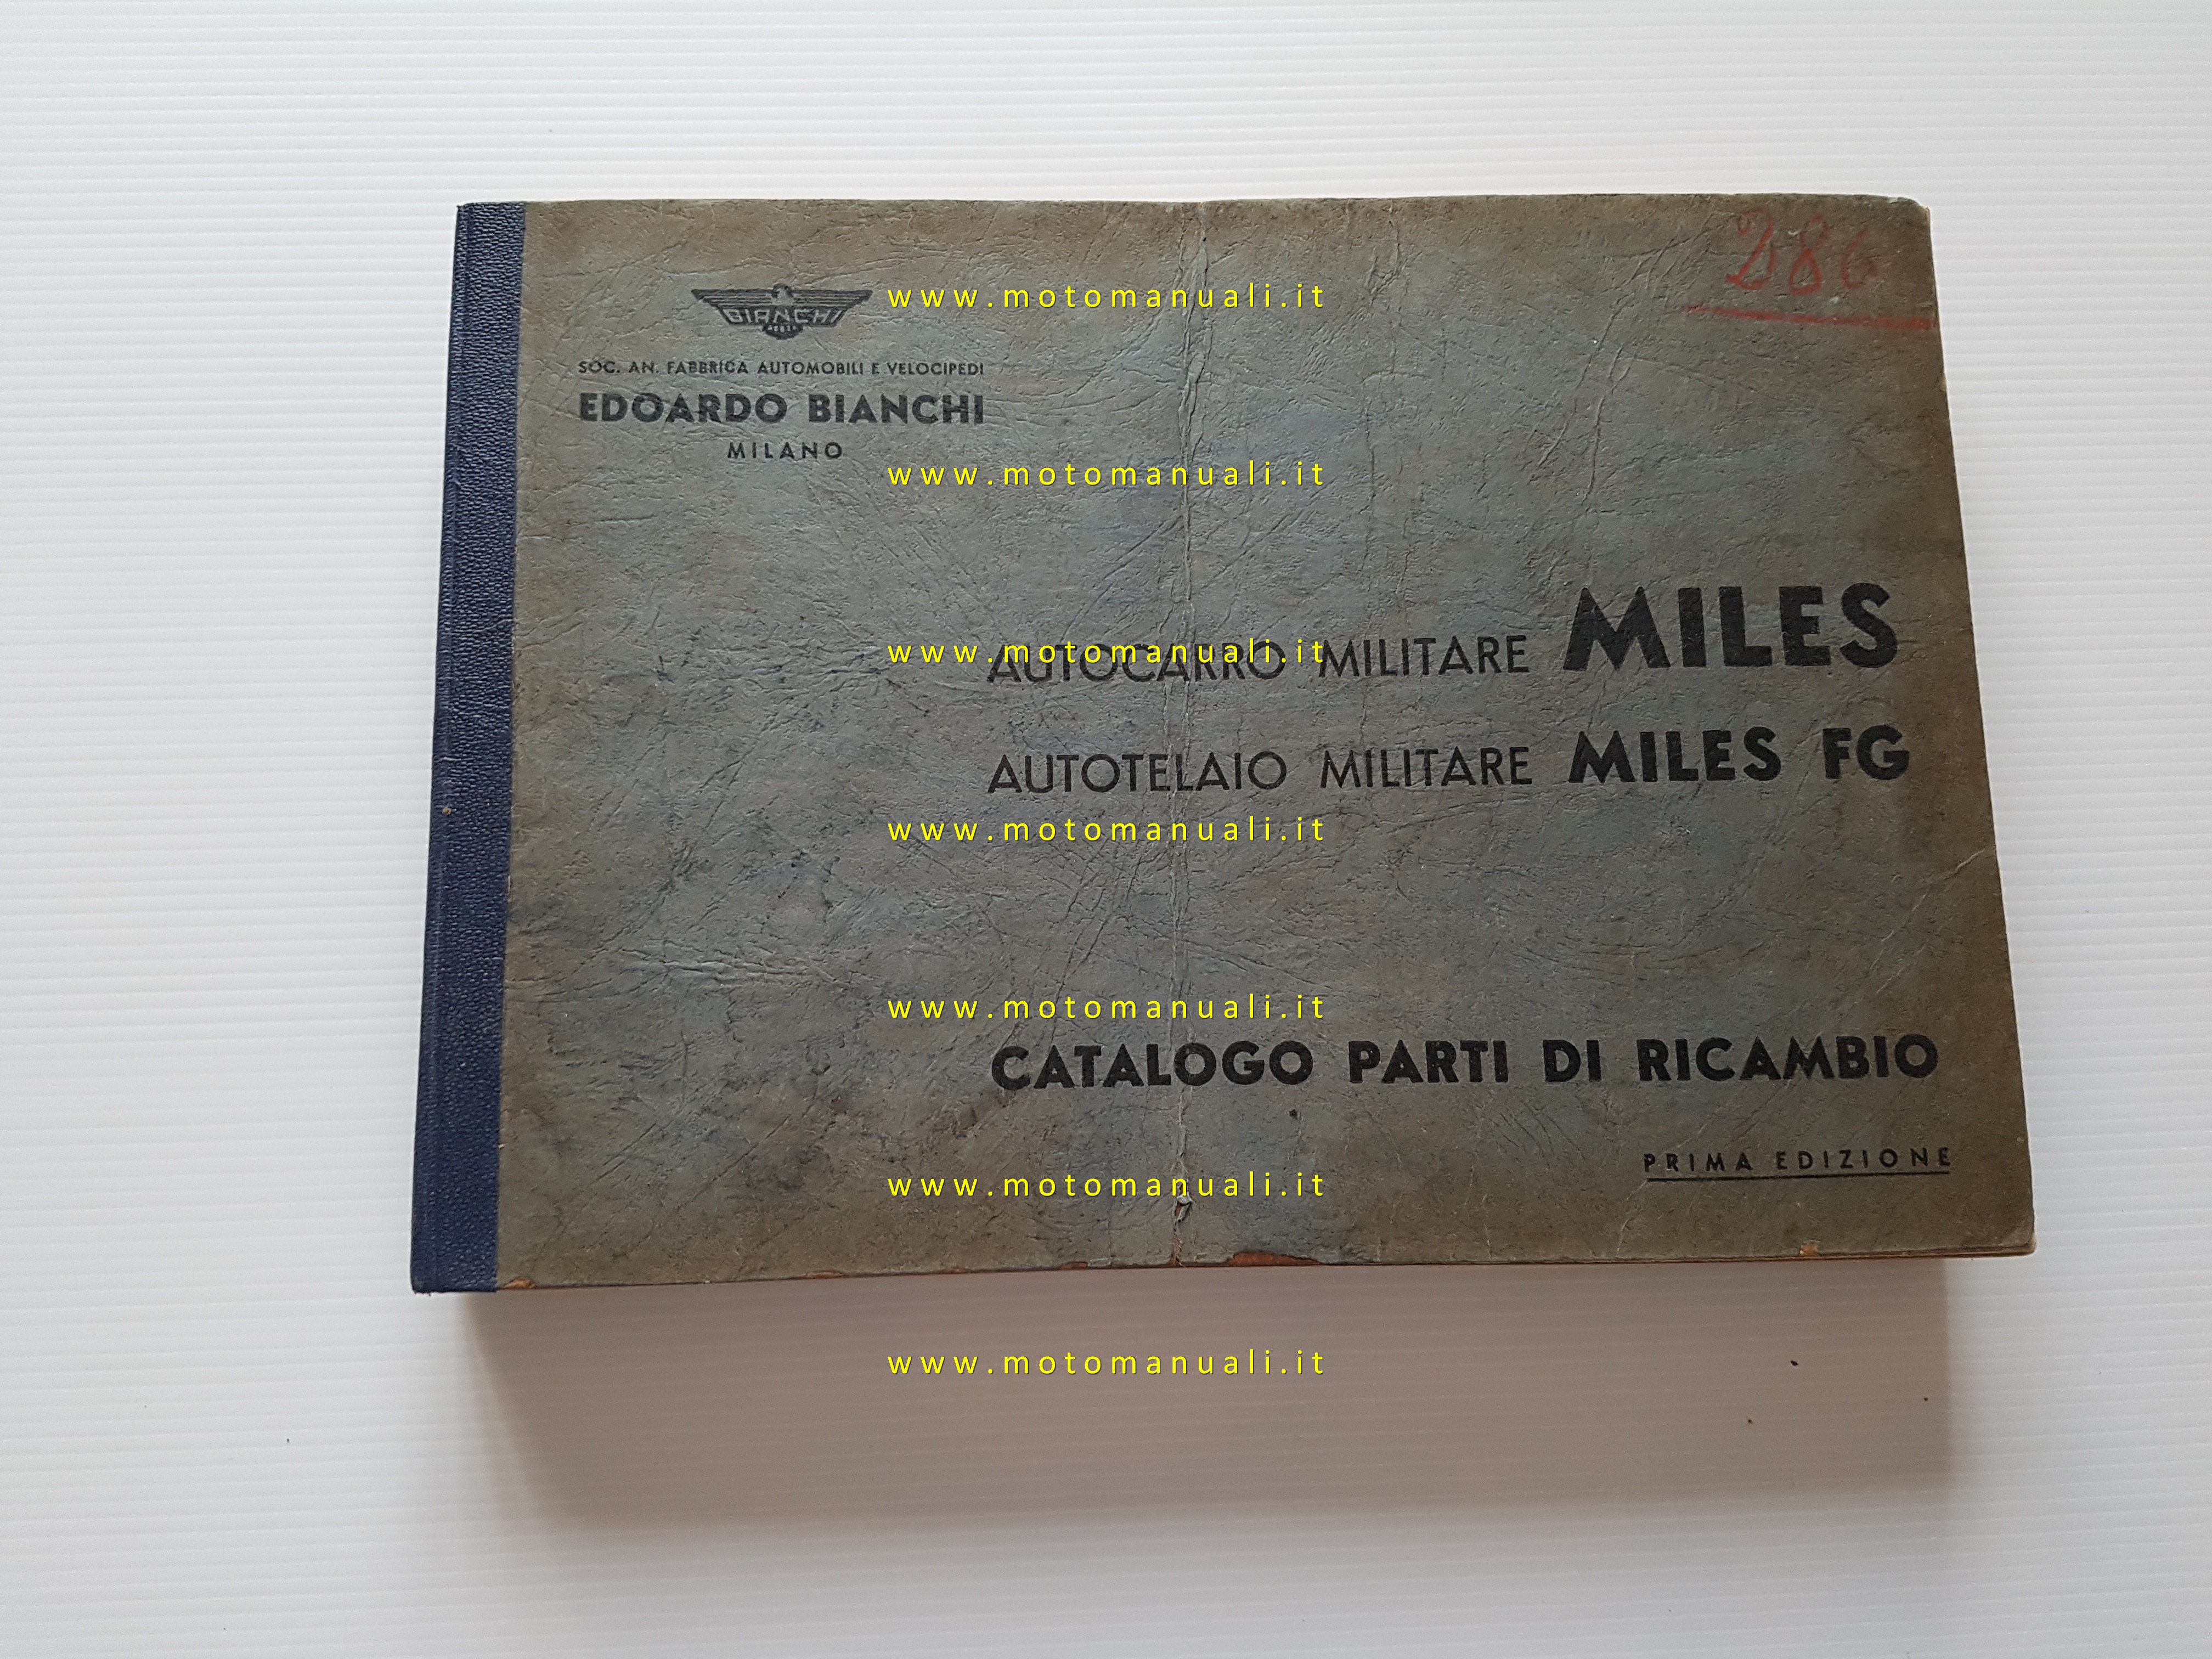 286
www.motomanuali.it
BIANCHI
SOC. AN. FABBRICA AUTOMOBILI E VELOCIPEDI
EDOARDO BIANCHI
MILANO
www.motomanuali.it
AUTOCARRO MILITARE MILES
www.motomanuali.it
AUTOTELAIO MILITARE MILES FG
www.motomanuali.it
www.motomanuali.it
CATALOGO PARTI DI RICAMBIO
PRIMA EDIZIONE
www.motomanuali.it
www.motomanuali.it